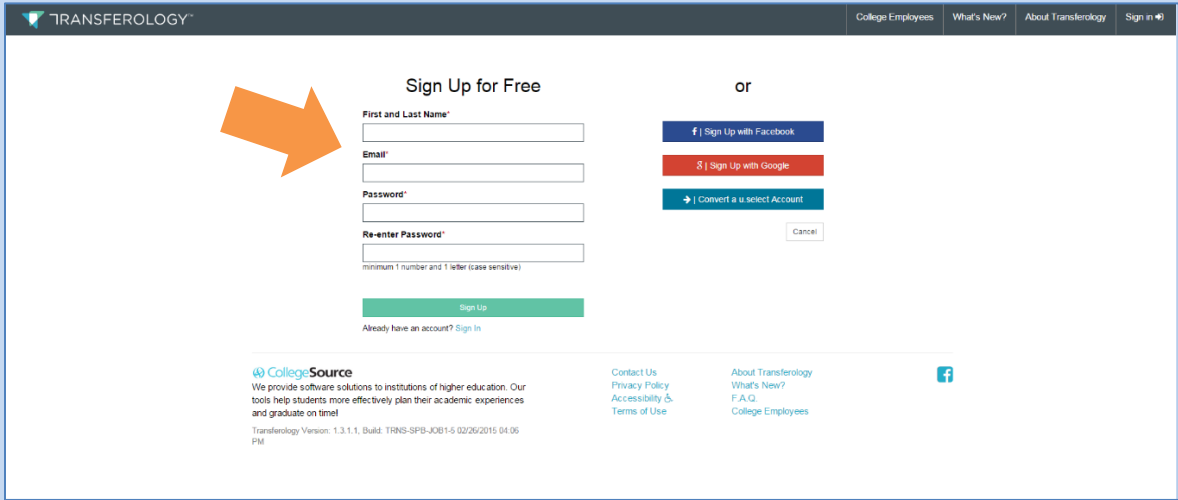 TRANSFEROLOGY™
College Employees
What's New?
About Transferology
Sign in
Sign Up for Free
First and Last Name*
Email*
Password*
Re-enter Password*
minimum 1 number and 1 letter (case sensitive)
Sign Up
Already have an account? Sign In
or
f | Sign Up with Facebook
g | Sign Up with Google
| Convert a u.select Account
Cancel
CollegeSource
We provide software solutions to institutions of higher education. Our
tools help students more effectively plan their academic experiences
and graduate on time!
Transferology Version: 1.3.1.1, Build: TRNS-SPB-JOB1-5 02/26/2015 04:06
PM
Contact Us
Privacy Policy
Accessibility
Terms of Use
About Transferology
What's New?
F.A.Q.
College Employees
f